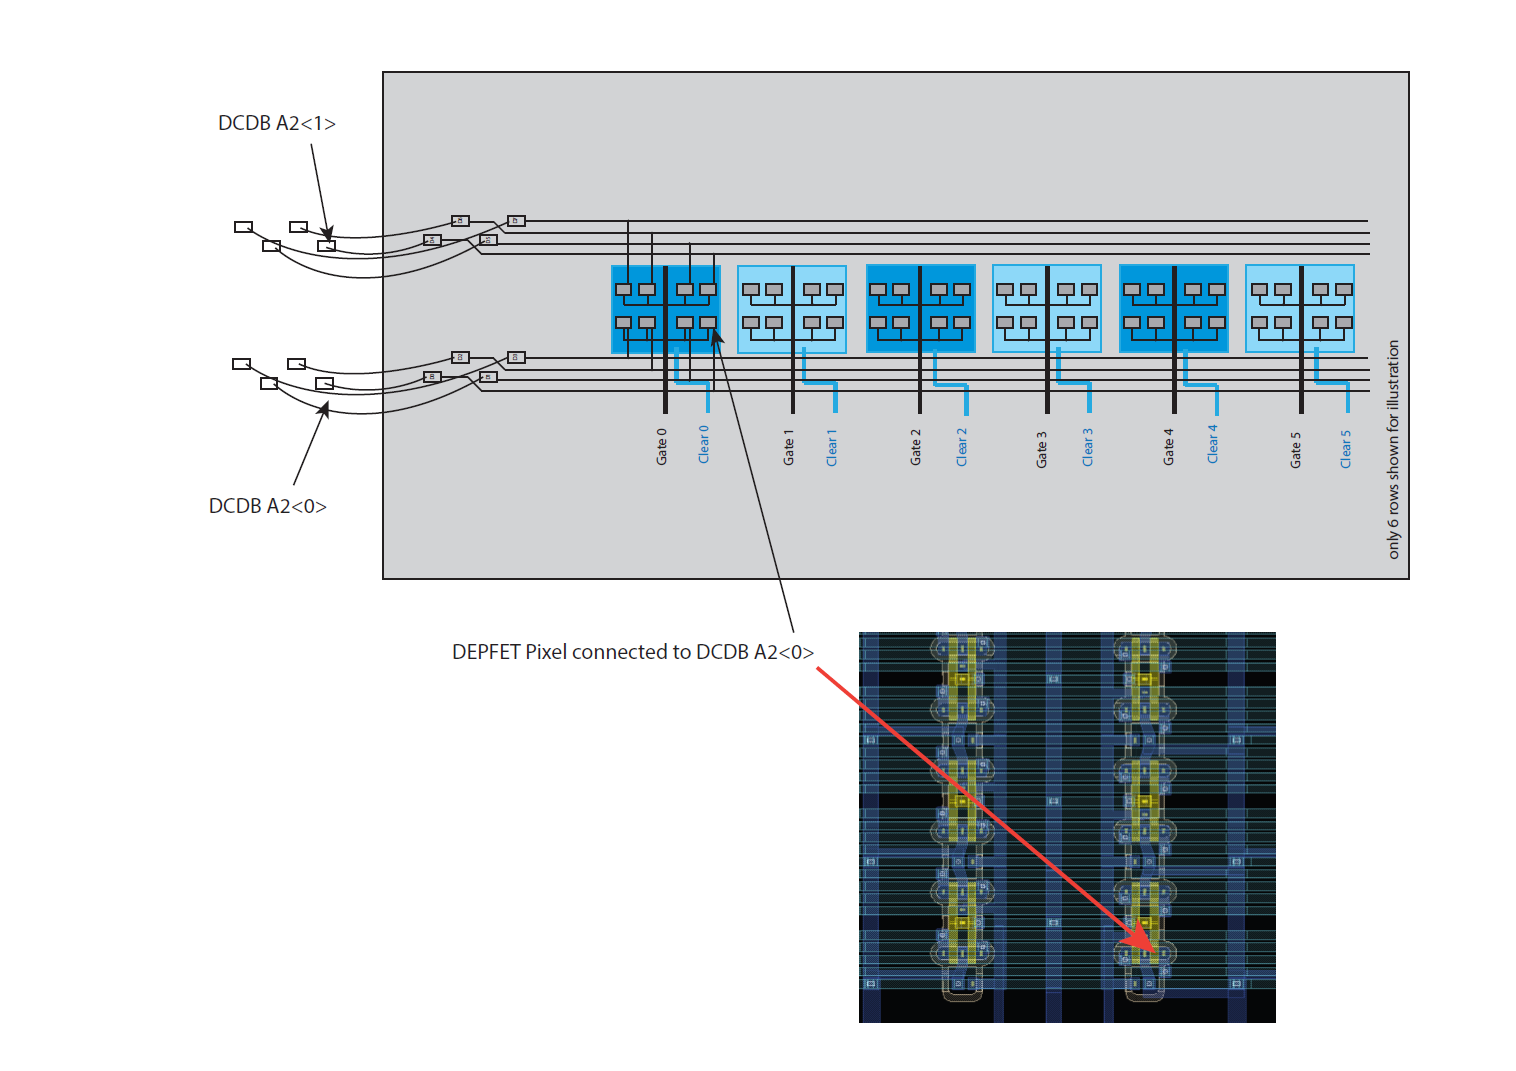 DCDB A2<1>
DCDB A2<0>
Gate 0
Clear 0
Gate 1
Clear 1
Gate 2
Clear 2
Gate 3
Clear 3
Gate 4
Clear 4
Gate 5
Clear 5
only 6 rows shown for illustration
DEPFET Pixel connected to DCDB A2<0>